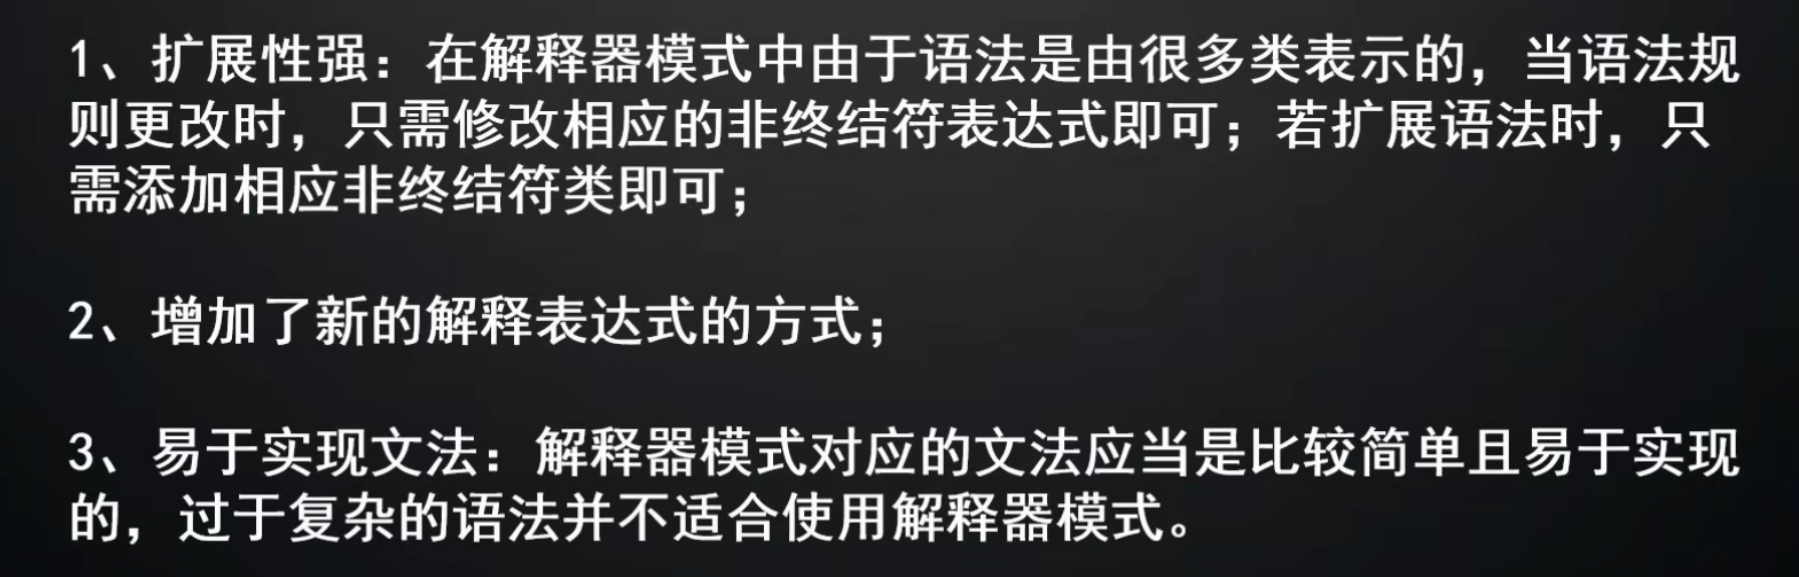 1、扩展性强：在解释器模式中由于语法是由很多类表示的，当语法规
则更改时，只需修改相应的非终结符表达式即可；若扩展语法时，只
需添加相应非终结符类即可；
2、增加了新的解释表达式的方式；
3、易于实现文法：解释器模式对应的文法应当是比较简单且易于实现
的，过于复杂的语法并不适合使用解释器模式。